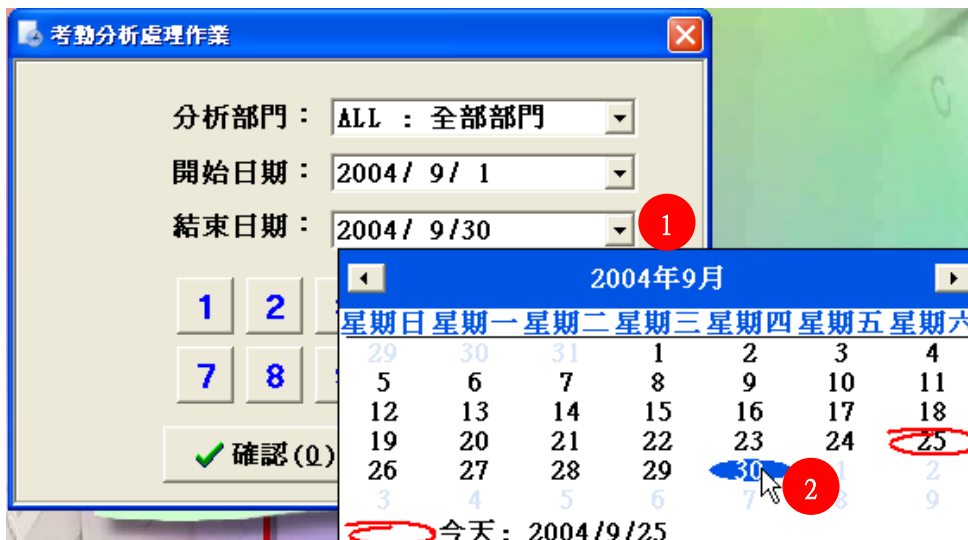 考勤分析處理作業
分析部門： ALL : 全部部門
開始日期： 2004/ 9/ 1
結束日期： 2004/ 9/30
1
2004年9月
1 2
星期日 星期一 星期二 星期三 星期四 星期五 星期六
29 30 31 1 2 3 4
7 8
5 6 7 8 9 10 11
12 13 14 15 16 17 18
19 20 21 22 23 24 25
確認(O)
26 27 28 29 30 1 2
2
3 4 5 6 7 8 9
今天: 2004/9/25